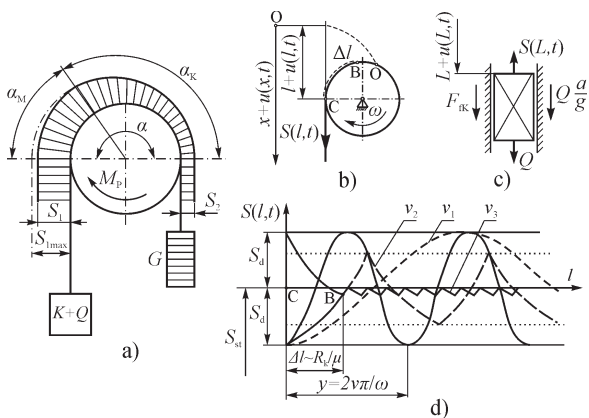 α_M
α_K
α
M_P
S_1
S_2
S_1max
G
K+Q
a)
O
x+u(x,t)
l+u(l,t)
Δl
B
O
C
ω
S(l,t)
b)
L+u(L,t)
S(L,t)
F_fK
Q a/g
Q
c)
S(l,t)
v_2
v_1
v_3
S_d
l
C
B
S_d
S_st
Δl~R_k/μ
y=2vπ/ω
d)